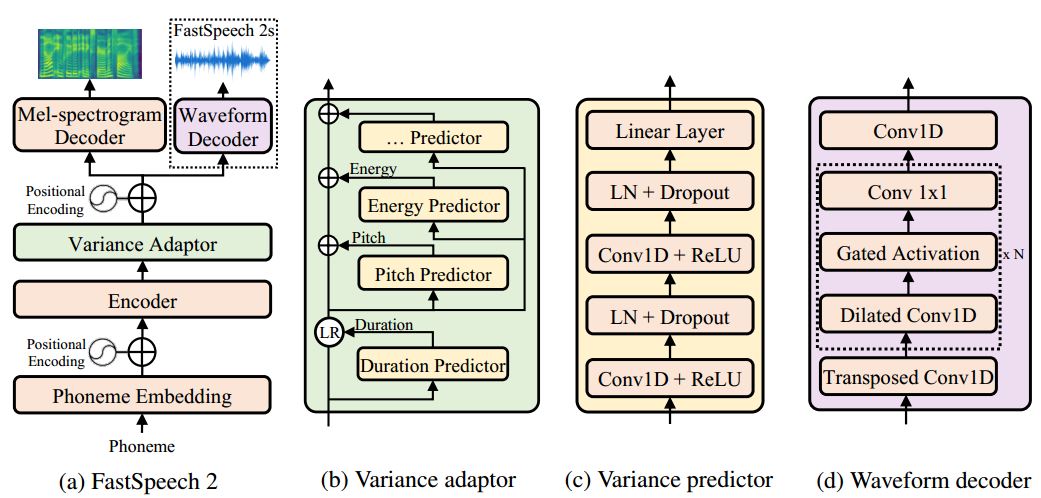 FastSpeech 2s
Mel-spectrogram
Decoder
Waveform
Decoder
Positional
Encoding
Variance Adaptor
Encoder
Positional
Encoding
Phoneme Embedding
Phoneme
(a) FastSpeech 2
... Predictor
Energy
Energy Predictor
Pitch
Pitch Predictor
LR
Duration
Duration Predictor
(b) Variance adaptor
Linear Layer
LN + Dropout
Conv1D + ReLU
LN + Dropout
Conv1D + ReLU
(c) Variance predictor
Conv1D
Conv 1x1
Gated Activation
x N
Dilated Conv1D
Transposed Conv1D
(d) Waveform decoder